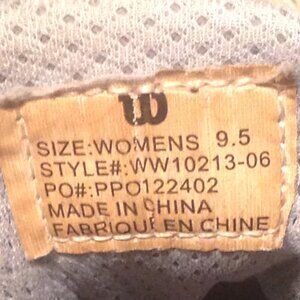 W
SIZE:WOMENS 9.5
STYLE#:WW10213-06
PO#:PPO122402
MADE IN CHINA
FABRIQUE EN CHINE